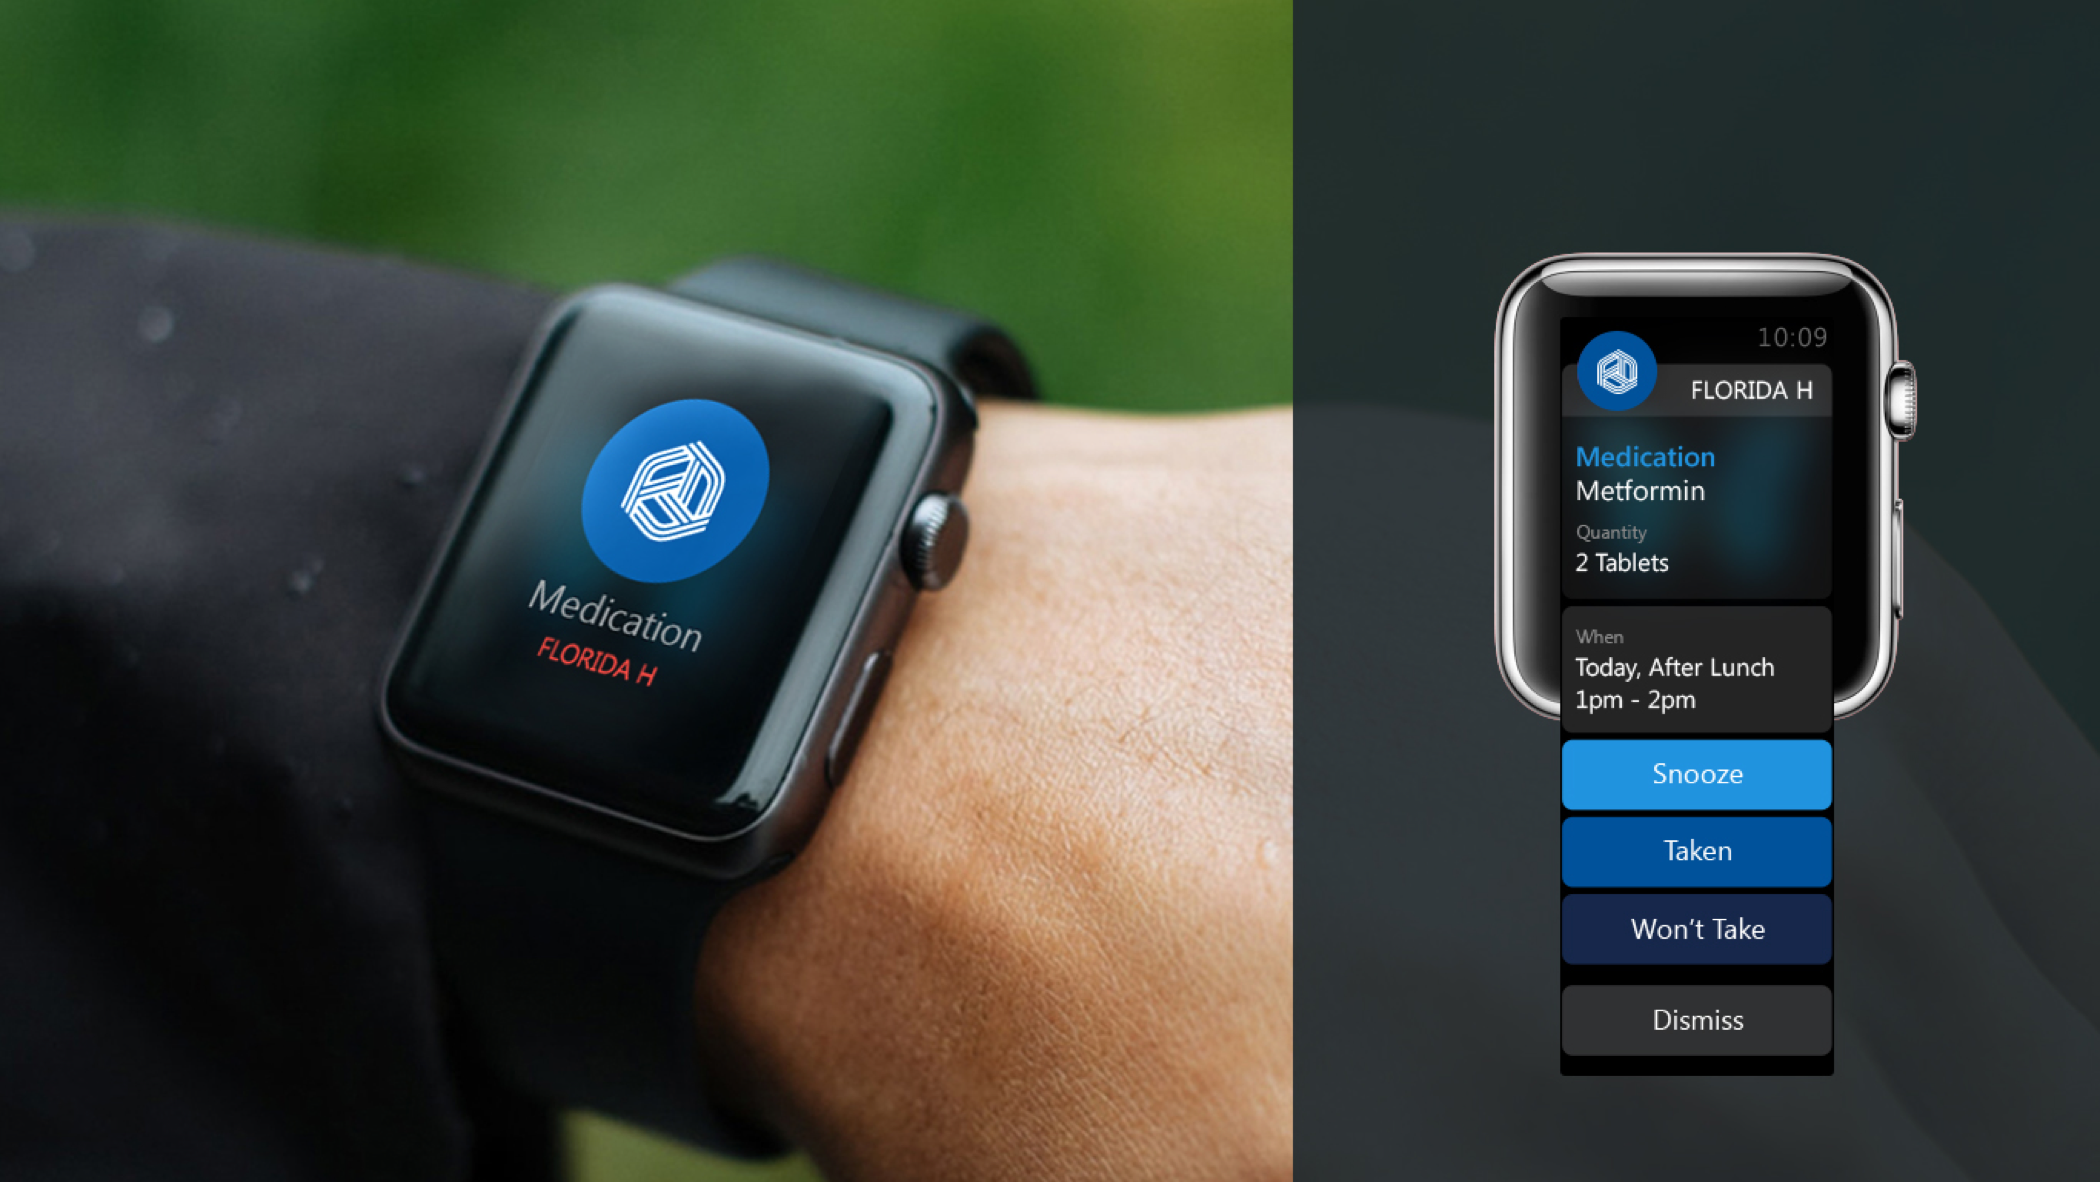 Medication
FLORIDA H
10:09
FLORIDA H
Medication
Metformin
Quantity
2 Tablets
When
Today, After Lunch
1pm - 2pm
Snooze
Taken
Won't Take
Dismiss